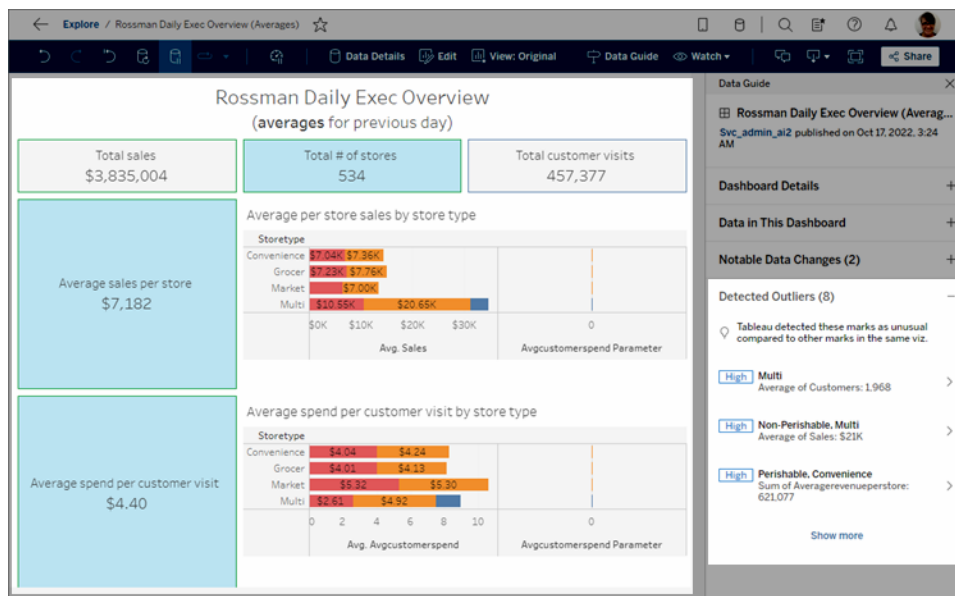 Explore / Rossman Daily Exec Overview (Averages)
Data Details
Edit
View: Original
Data Guide
Watch
Share
Rossman Daily Exec Overview
(averages for previous day)
Total sales
$3,835,004
Total # of stores
534
Total customer visits
457,377
Average sales per store
$7,182
Average per store sales by store type
Storetype
Convenience $7.04K $7.36K
Grocer $7.23K $7.76K
Market $7.00K
Multi $10.55K $20.65K
$0K $10K $20K $30K 0
Avg. Sales Avgcustomerspend Parameter
Average spend per customer visit
$4.40
Average spend per customer visit by store type
Storetype
Convenience $4.04 $4.24
Grocer $4.01 $4.13
Market $5.32 $5.30
Multi $2.61 $4.92
0 2 4 6 8 10 0
Avg. Avgcustomerspend Avgcustomerspend Parameter
Data Guide
Rossman Daily Exec Overview (Averag...
Svc_admin_ai2 published on Oct 17, 2022, 3:24
AM
Dashboard Details
Data in This Dashboard
Notable Data Changes (2)
Detected Outliers (8)
Tableau detected these marks as unusual
compared to other marks in the same viz.
High Multi
Average of Customers: 1,968
High Non-Perishable, Multi
Average of Sales: $21K
High Perishable, Convenience
Sum of Averagerevenueperstore:
621,077
Show more